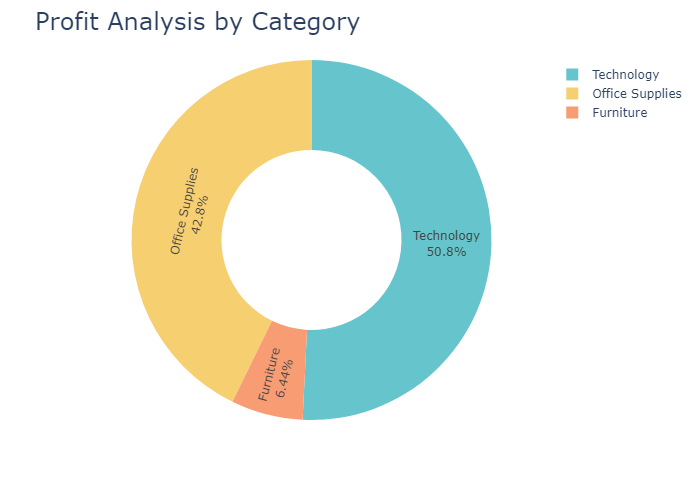 Profit Analysis by Category
Technology
Office Supplies
Furniture
Office Supplies
42.8%
Technology
50.8%
Furniture
6.44%